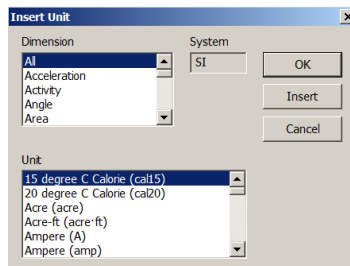 Insert Unit
Dimension
System
All
Acceleration
Activity
Angle
Area
SI
OK
Insert
Cancel
Unit
15 degree C Calorie (cal15)
20 degree C Calorie (cal20)
Acre (acre)
Acre-ft (acre·ft)
Ampere (A)
Ampere (amp)